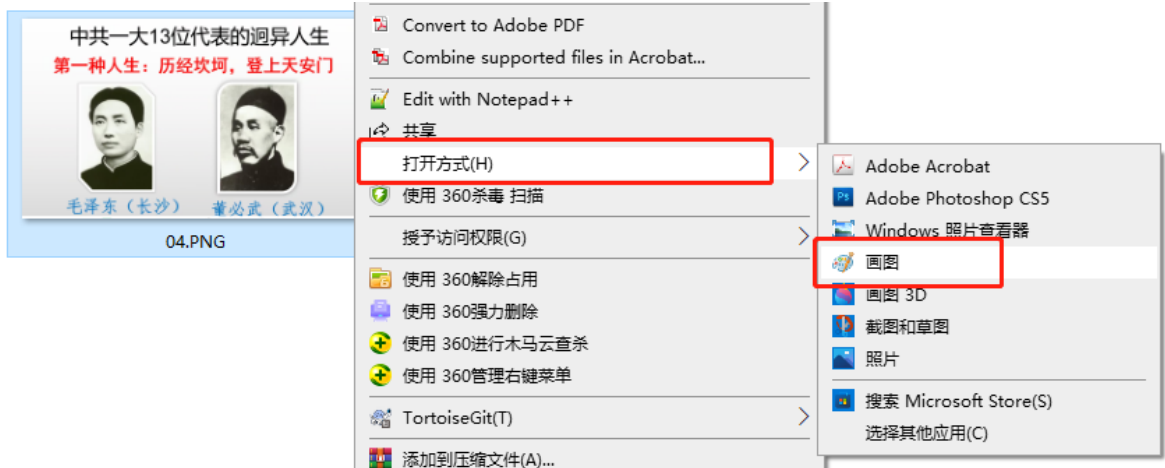 中共一大13位代表的迥异人生
第一种人生：历经坎坷，登上天安门
毛泽东（长沙） 董必武（武汉）
04.PNG
Convert to Adobe PDF
Combine supported files in Acrobat...
Edit with Notepad++
共享
打开方式(H)
使用 360杀毒 扫描
授予访问权限(G)
使用 360解除占用
使用 360强力删除
使用 360进行木马云查杀
使用 360管理右键菜单
TortoiseGit(T)
添加到压缩文件(A)...
Adobe Acrobat
Adobe Photoshop CS5
Windows 照片查看器
画图
画图 3D
截图和草图
照片
搜索 Microsoft Store(S)
选择其他应用(C)